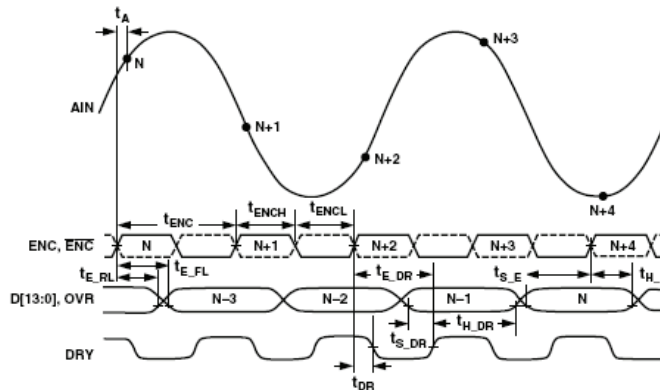 tA
N
N+3
AIN
N+1
N+2
N+4
tENC
tENCH
tENCL
ENC, E̅N̅C̅
N
N+1
N+2
N+3
N+4
tE_RL
tE_FL
tE_DR
tS_E
tH_
D[13:0], OVR
N–3
N–2
N–1
N
tS_DR
tH_DR
DRY
tDR